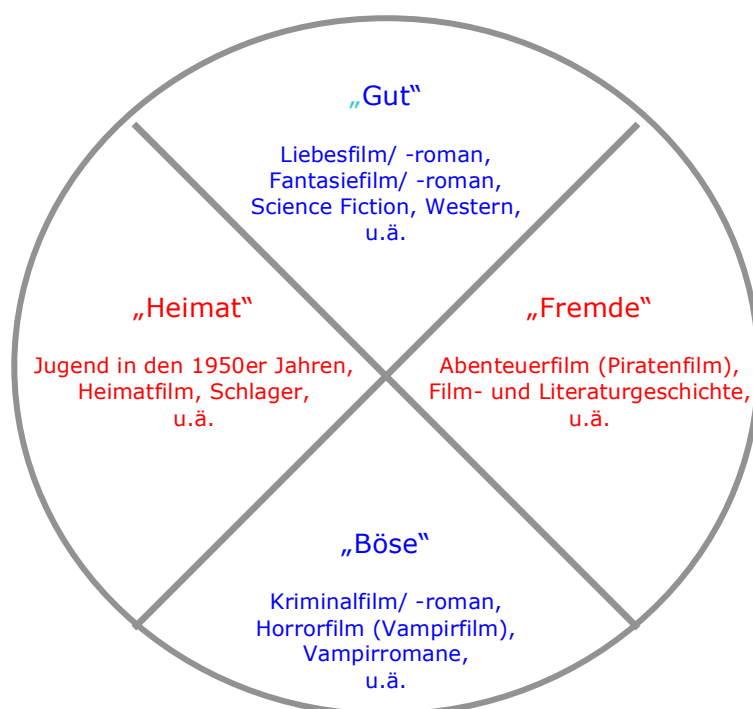 „Gut“
Liebesfilm/ -roman,
Fantasiefilm/ -roman,
Science Fiction, Western,
u.ä.
„Heimat“
Jugend in den 1950er Jahren,
Heimatfilm, Schlager,
u.ä.
„Fremde“
Abenteuerfilm (Piratenfilm),
Film- und Literaturgeschichte,
u.ä.
„Böse“
Kriminalfilm/ -roman,
Horrorfilm (Vampirfilm),
Vampirromane,
u.ä.